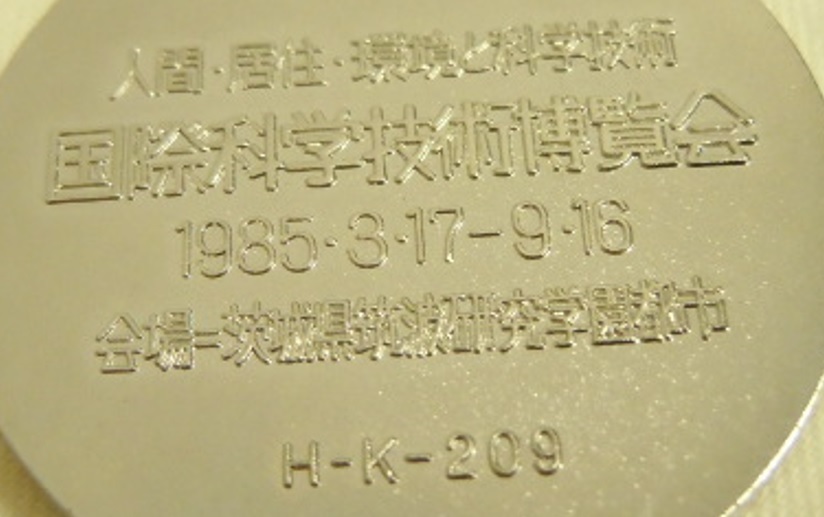 人間・居住・環境と科学技術
国際科学技術博覧会
1985・3・17-9・16
会場=茨城県筑波研究学園都市
H-K-209